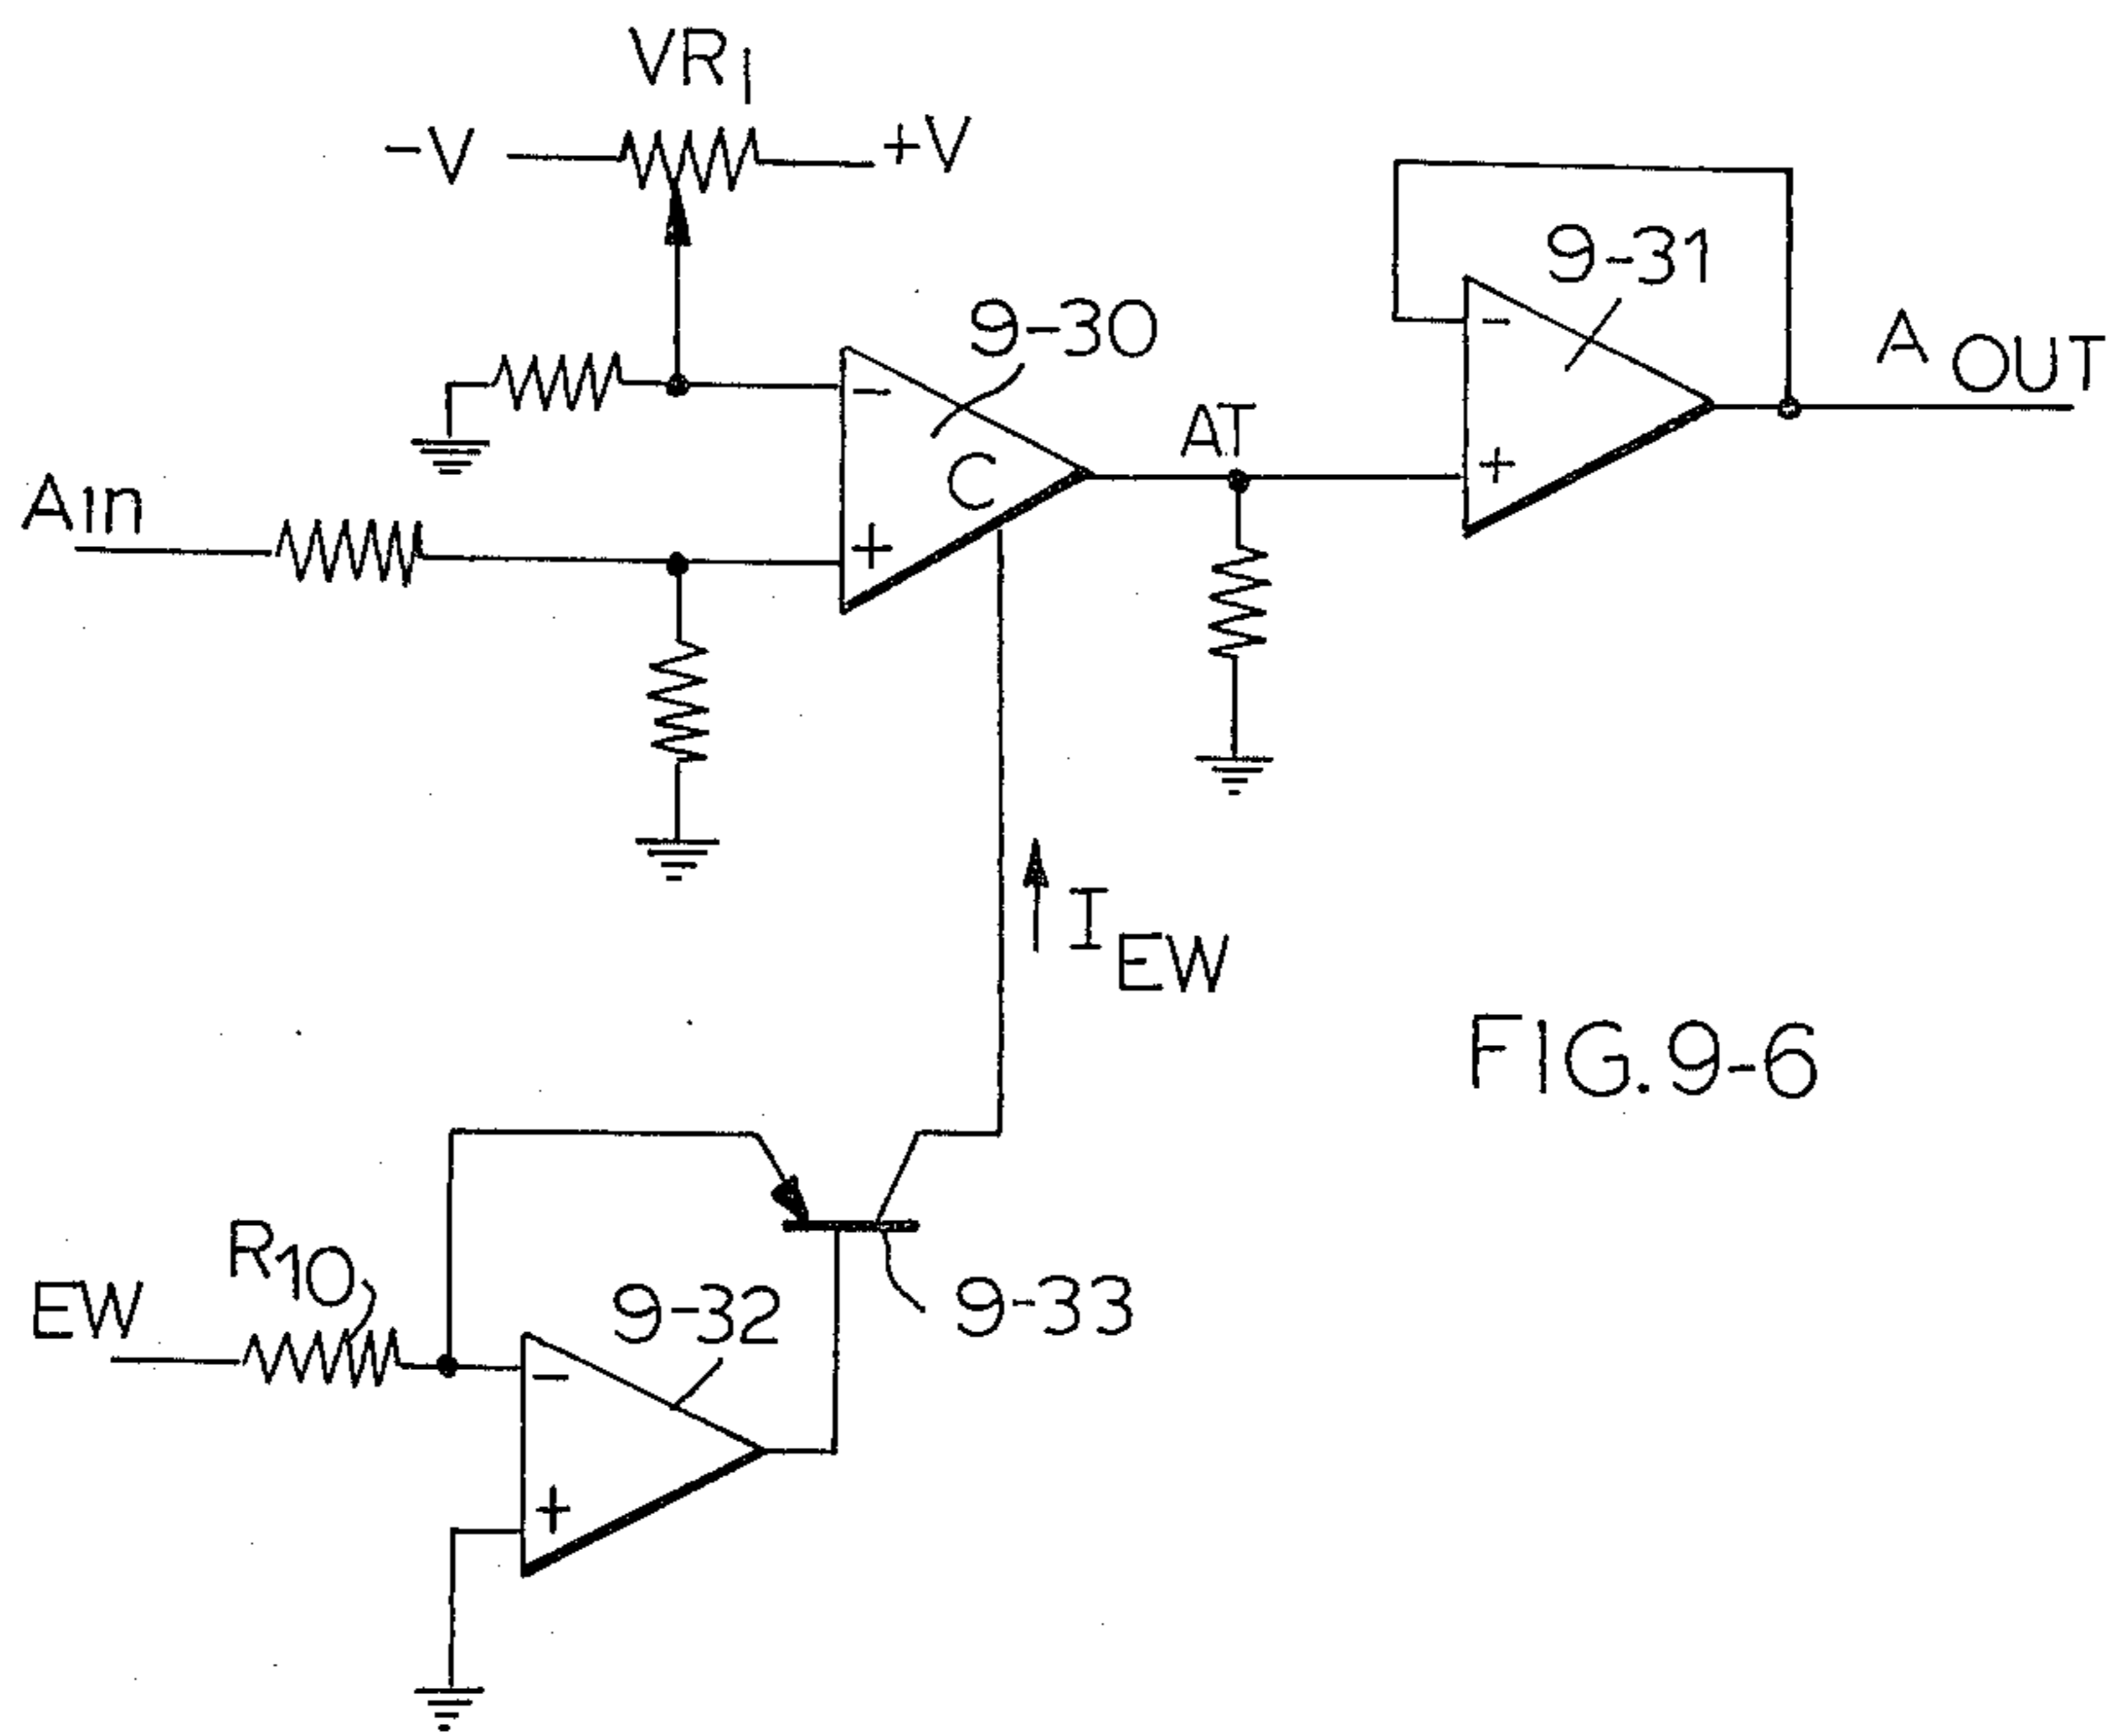 VR1
-V
+V
9-31
9-30
A OUT
-
-
AT
C
+
Ain
+
I EW
FIG. 9-6
R10
EW
9-32
9-33
-
+